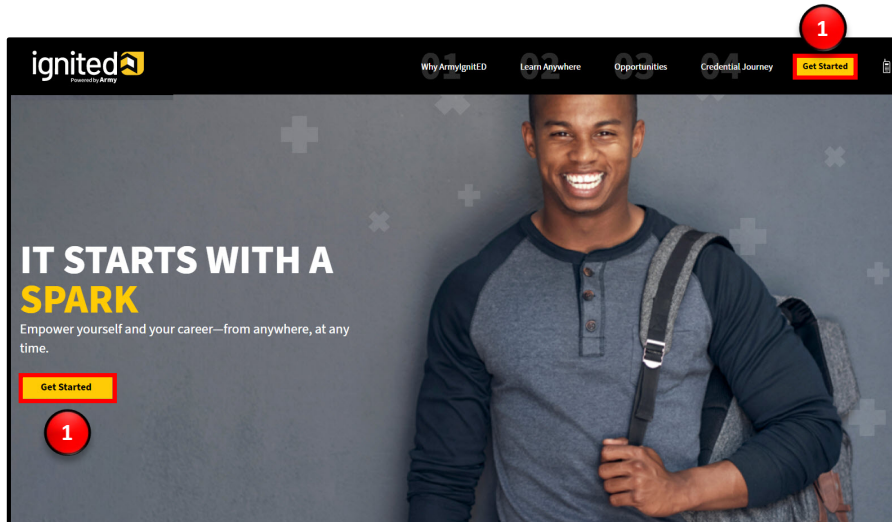 1
ignited
Powered by Army
01 02 03 04
Why ArmyIgnitED Learn Anywhere Opportunities Credential Journey Get Started
IT STARTS WITH A
SPARK
Empower yourself and your career—from anywhere, at any
time.
Get Started
1